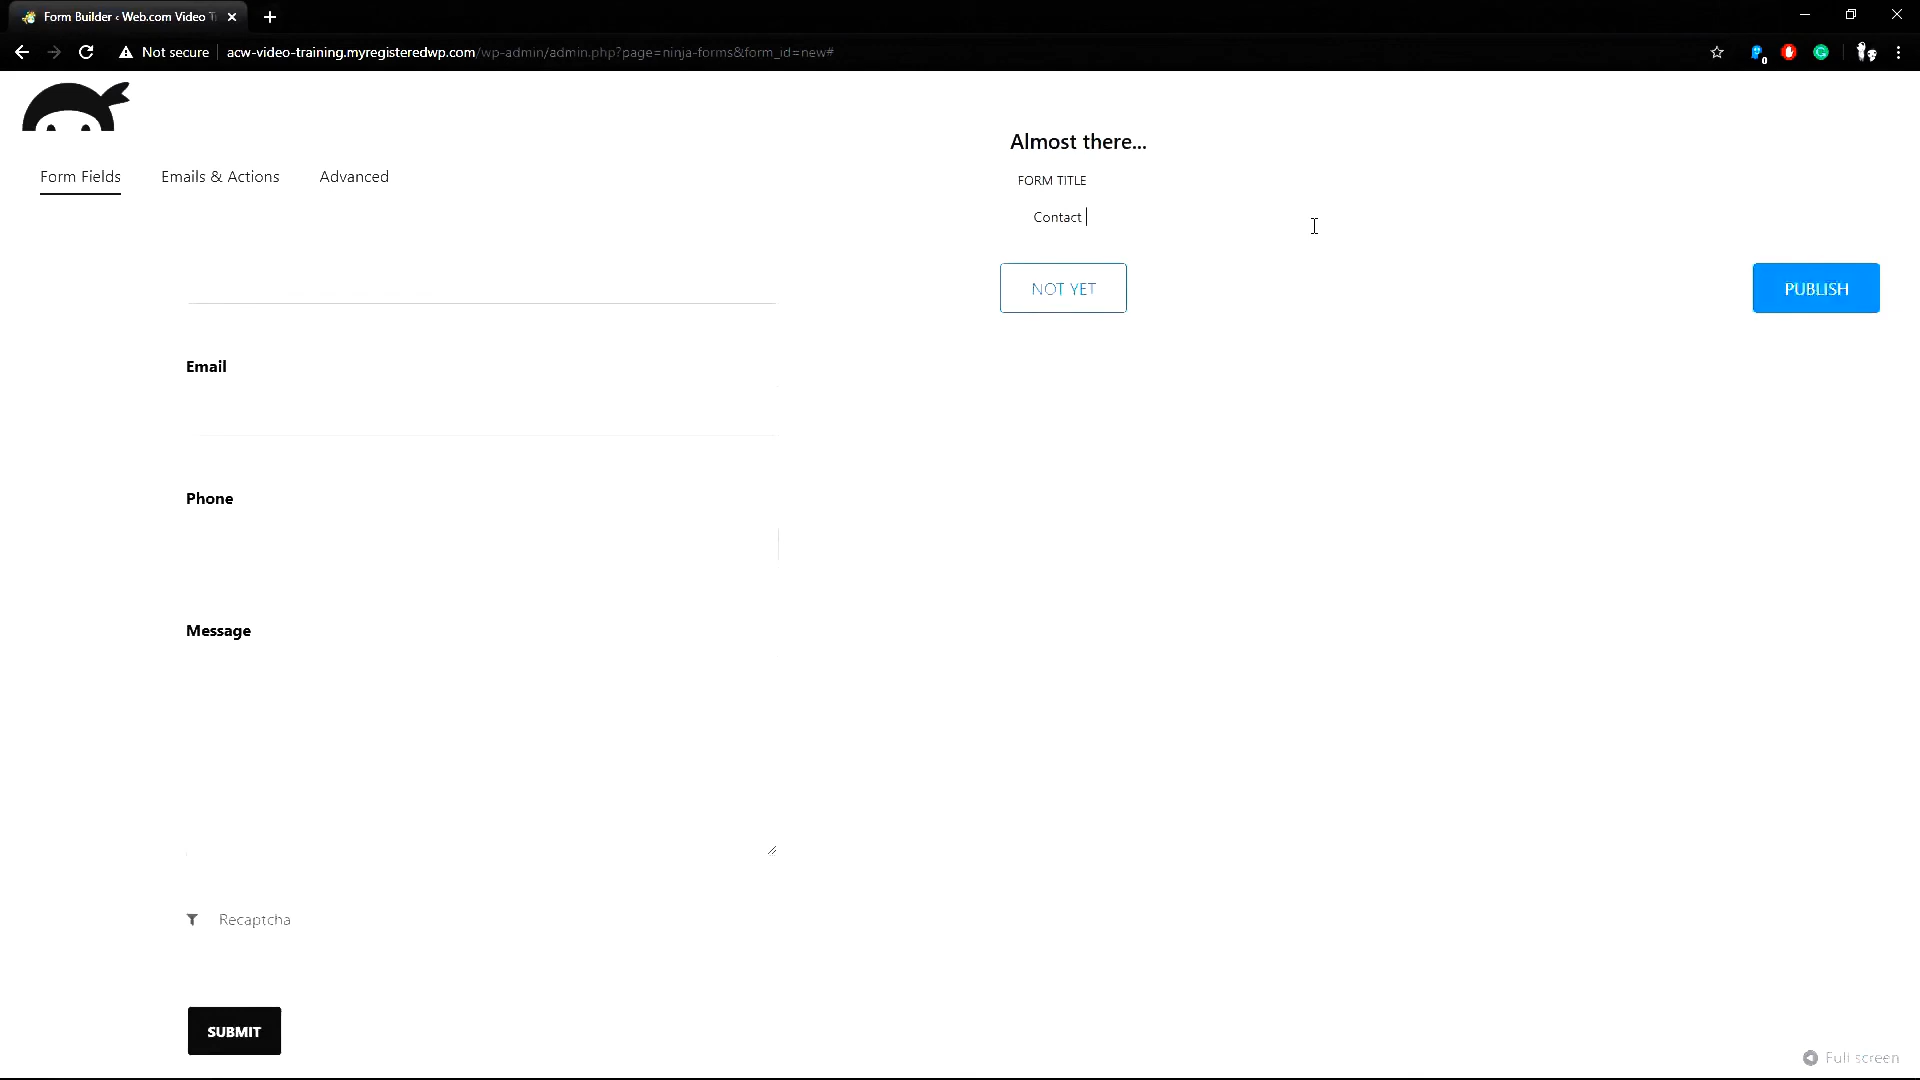 Form Builder ‹ Web.com Video T
Not secure
acw-video-training.myregisteredwp.com/wp-admin/admin.php?page=ninja-forms&form_id=new#
0
Form Fields
Emails & Actions
Advanced
Almost there...
FORM TITLE
Contact
NOT YET
PUBLISH
Email
Phone
Message
Recaptcha
SUBMIT
Full screen